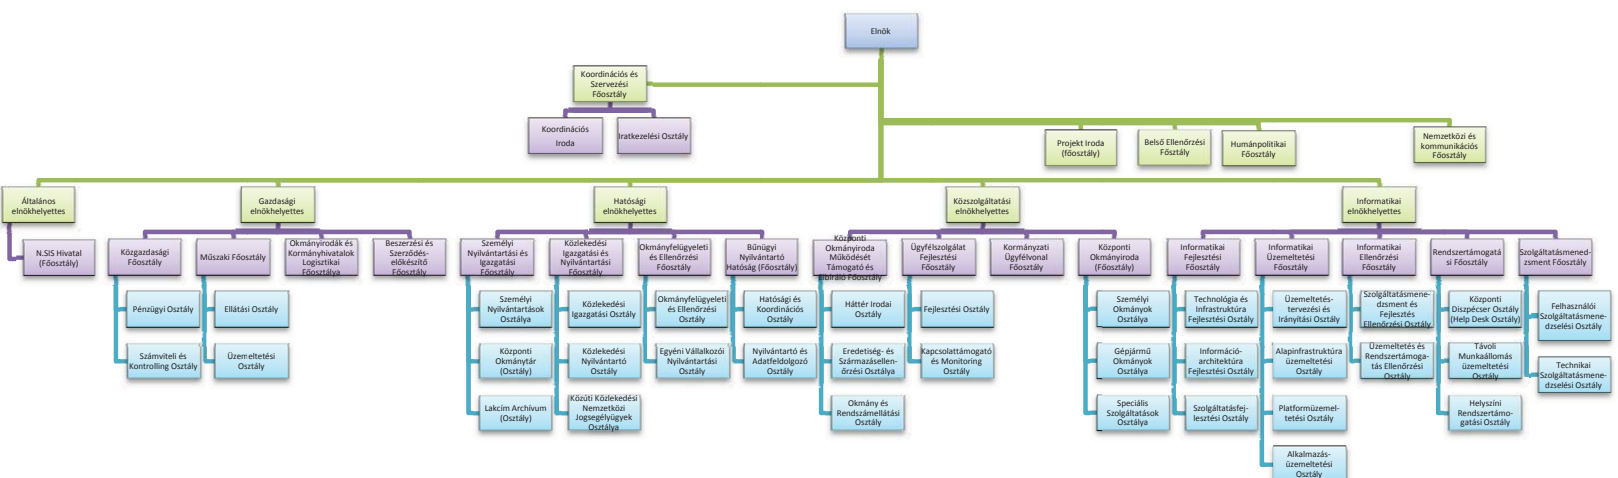 Elnök
Koordinációs és
Szervezési
Főosztály
Koordinációs
Iroda
Iratkezelési Osztály
Projekt Iroda
(főosztály)
Belső Ellenőrzési
Fősztály
Humánpolitikai
Főosztály
Nemzetközi és
kommunikációs
Főosztály
Általános
elnökhelyettes
Gazdasági
elnökhelyettes
Hatósági
elnökhelyettes
Közszolgáltatási
elnökhelyettes
Informatikai
elnökhelyettes
N.SIS Hivatal
(Főosztály)
Közgazdasági
Főosztály
Műszaki Főosztály
Okmányirodák és
Kormányhivatalok
Logisztikai
Főosztálya
Beszerzési és
Szerződés-
előkészítő
Főosztály
Személyi
Nyilvántartási és
Igazgatási
Főosztály
Közlekedési
Igazgatási és
Nyilvántartási
Főosztály
Okmányfelügyeleti
és Ellenőrzési
Főosztály
Bűnügyi
Nyilvántartó
Hatóság (Főosztály)
Központi
Okmányiroda
Működését
Támogató és
Elbíráló Főosztály
Ügyfélszolgálat
Fejlesztési
Főosztály
Kormányzati
Ügyfélvonal
Főosztály
Központi
Okmányiroda
(Főosztály)
Informatikai
Fejlesztési
Főosztály
Informatikai
Üzemeltetési
Főosztály
Informatikai
Ellenőrzési
Főosztály
Rendszertámogatá
si Főosztály
Szolgáltatásmened-
zsment Főosztály
Pénzügyi Osztály
Számviteli és
Kontrolling Osztály
Ellátási Osztály
Üzemeltetési
Osztály
Személyi
Nyilvántartások
Osztálya
Központi
Okmánytár
(Osztály)
Lakcím Archívum
(Osztály)
Közlekedési
Igazgatási Osztály
Közlekedési
Nyilvántartó
Osztály
Közúti Közlekedési
Nemzetközi
Jogsegélyügyek
Osztálya
Okmányfelügyeleti
és Ellenőrzési
Osztály
Egyéni Vállalkozói
Nyilvántartási
Osztály
Hatósági és
Koordinációs
Osztály
Nyilvántartó és
Adatfeldolgozó
Osztály
Háttér Irodai
Osztály
Eredetiség- és
Származásellen-
őrzési Osztálya
Okmány és
Rendszámellátási
Osztály
Fejlesztési Osztály
Kapcsolattámogató
és Monitoring
Osztály
Személyi
Okmányok
Osztálya
Gépjármű
Okmányok
Osztálya
Speciális
Szolgáltatások
Osztálya
Technológia és
Infrastruktúra
Fejlesztési Osztály
Információ-
architektúra
Fejlesztési Osztály
Szolgáltatásfej-
lesztési Osztály
Üzemeltetés-
tervezési és
Irányítási Osztály
Alapinfrastruktúra
üzemeltetési
Osztály
Platformüzemel-
tetési Osztály
Alkalmazás-
üzemeltetési
Osztály
Szolgáltatásmene-
dzsment és
Fejlesztés
Ellenőrzési Osztály
Üzemeltetés és
Rendszertámoga-
tás Ellenőrzési
Osztály
Központi
Diszpécser Osztály
(Help Desk Osztály)
Távoli
Munkaállomás
üzemeltetési
Osztály
Helyszíni
Rendszertámo-
gatási Osztály
Felhasználói
Szolgáltatásmene-
dzselési Osztály
Technikai
Szolgáltatásmene-
dzselési Osztály